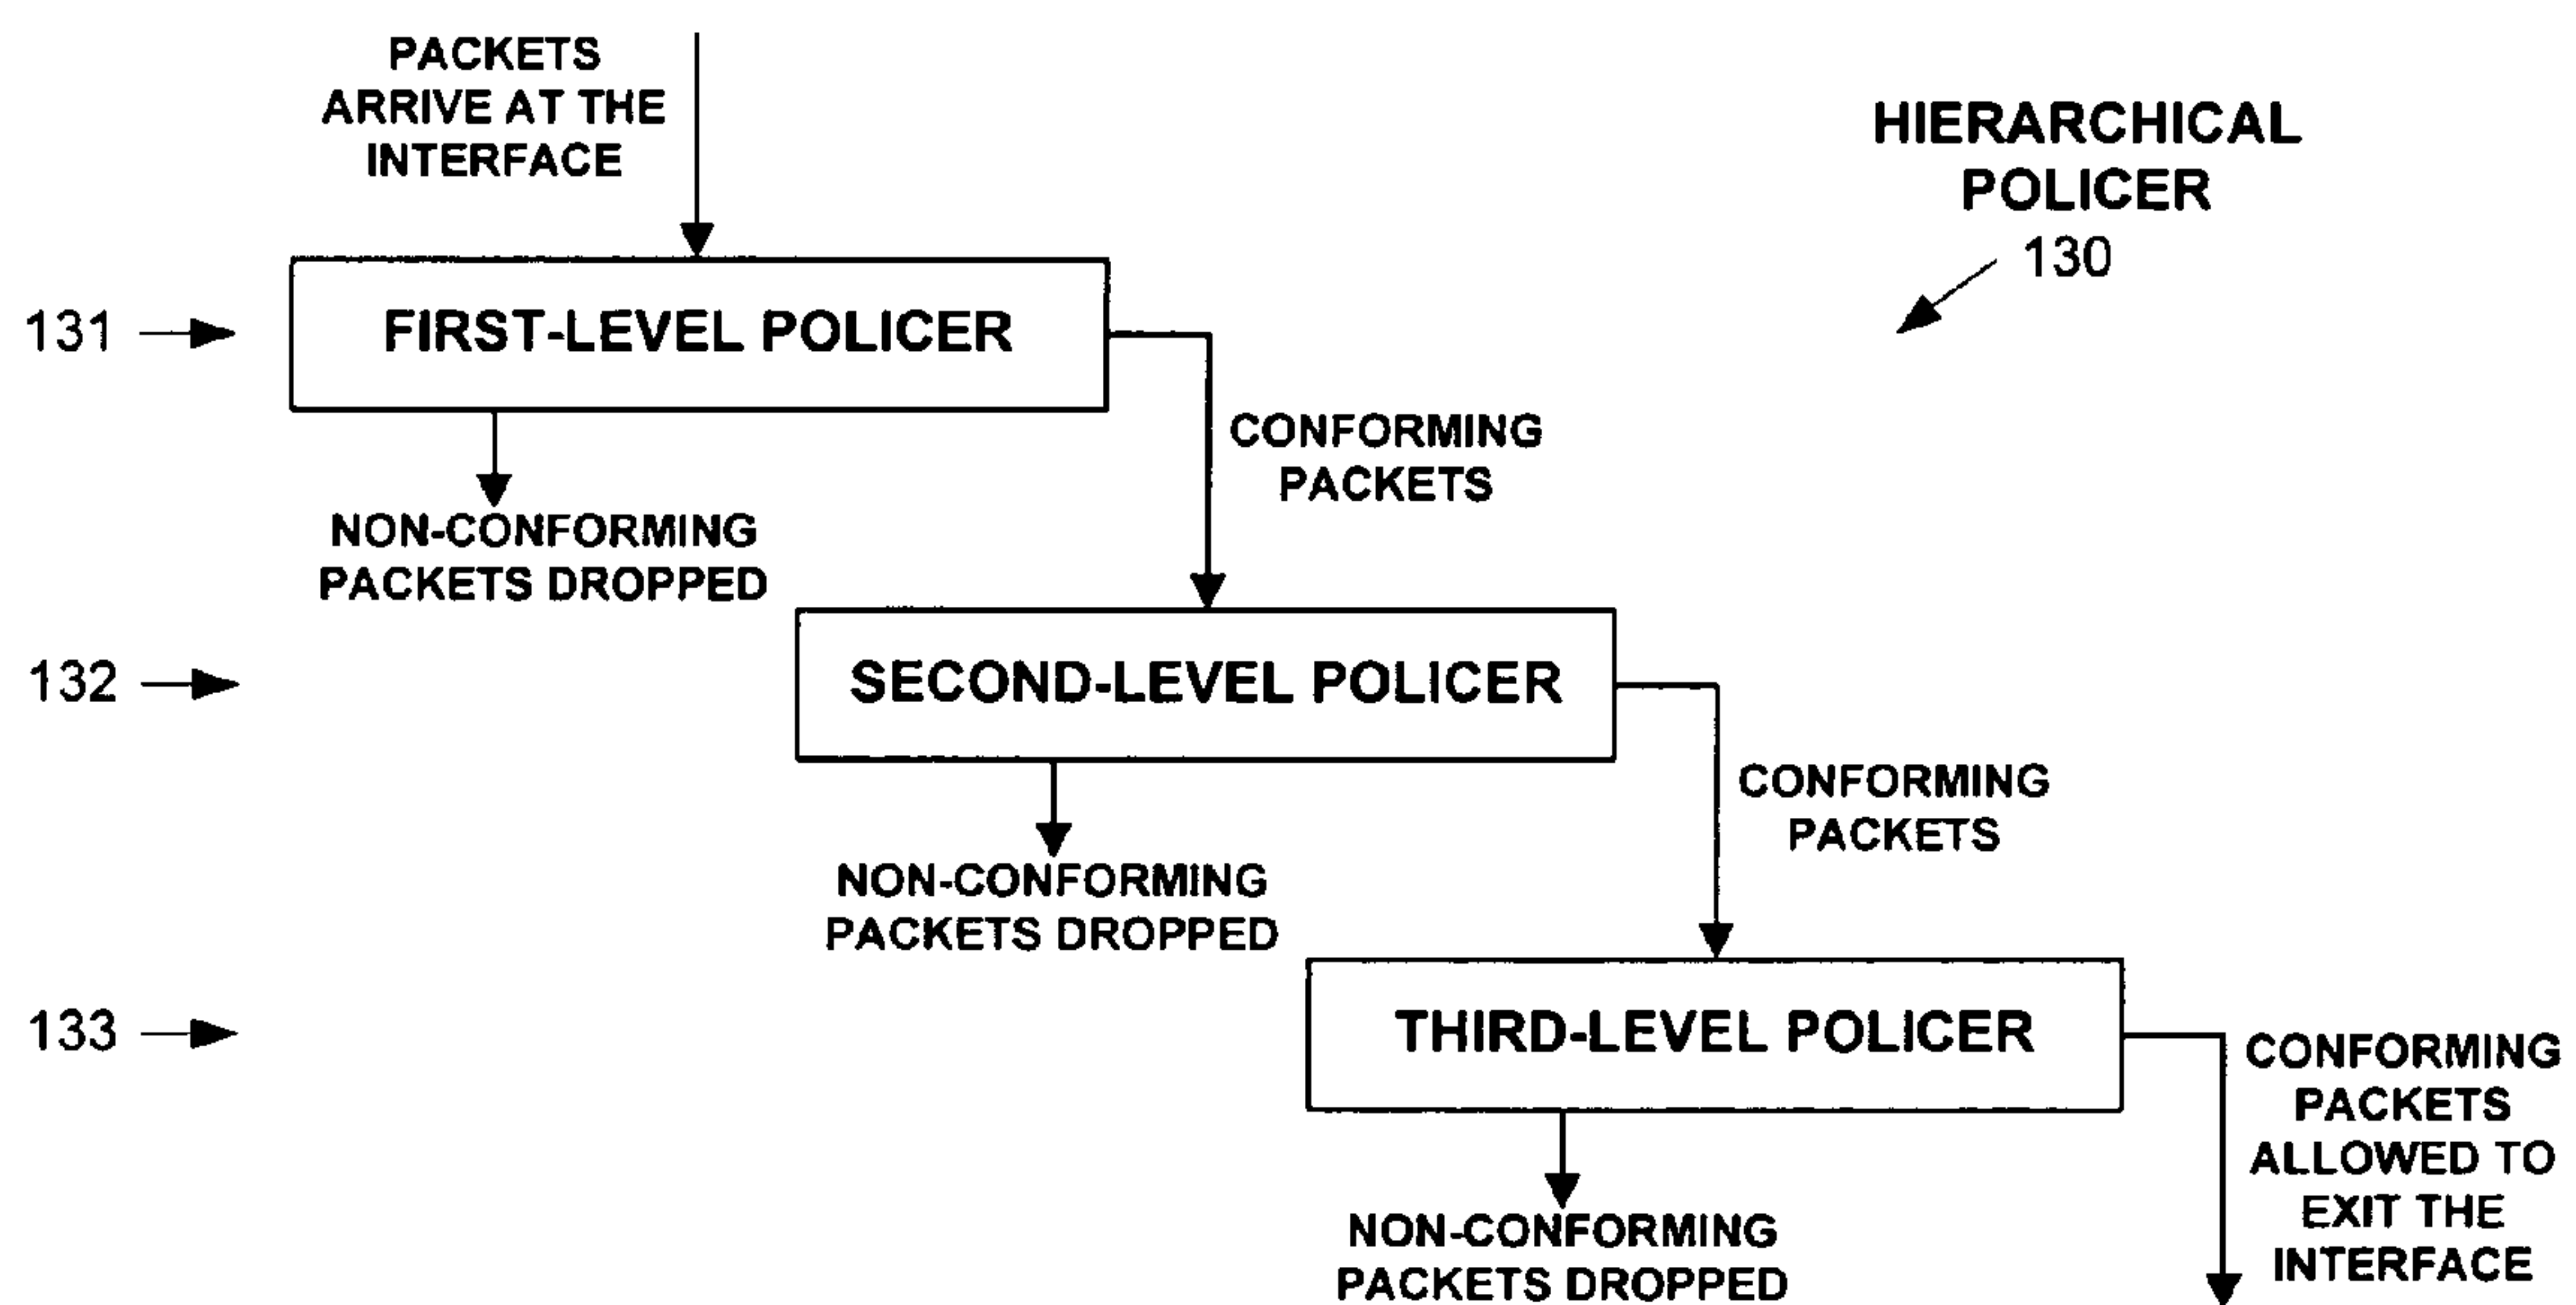 PACKETS
ARRIVE AT THE
INTERFACE
HIERARCHICAL
POLICER
130
131
FIRST-LEVEL POLICER
CONFORMING
PACKETS
NON-CONFORMING
PACKETS DROPPED
132
SECOND-LEVEL POLICER
CONFORMING
PACKETS
NON-CONFORMING
PACKETS DROPPED
133
THIRD-LEVEL POLICER
CONFORMING
PACKETS
ALLOWED TO
EXIT THE
INTERFACE
NON-CONFORMING
PACKETS DROPPED